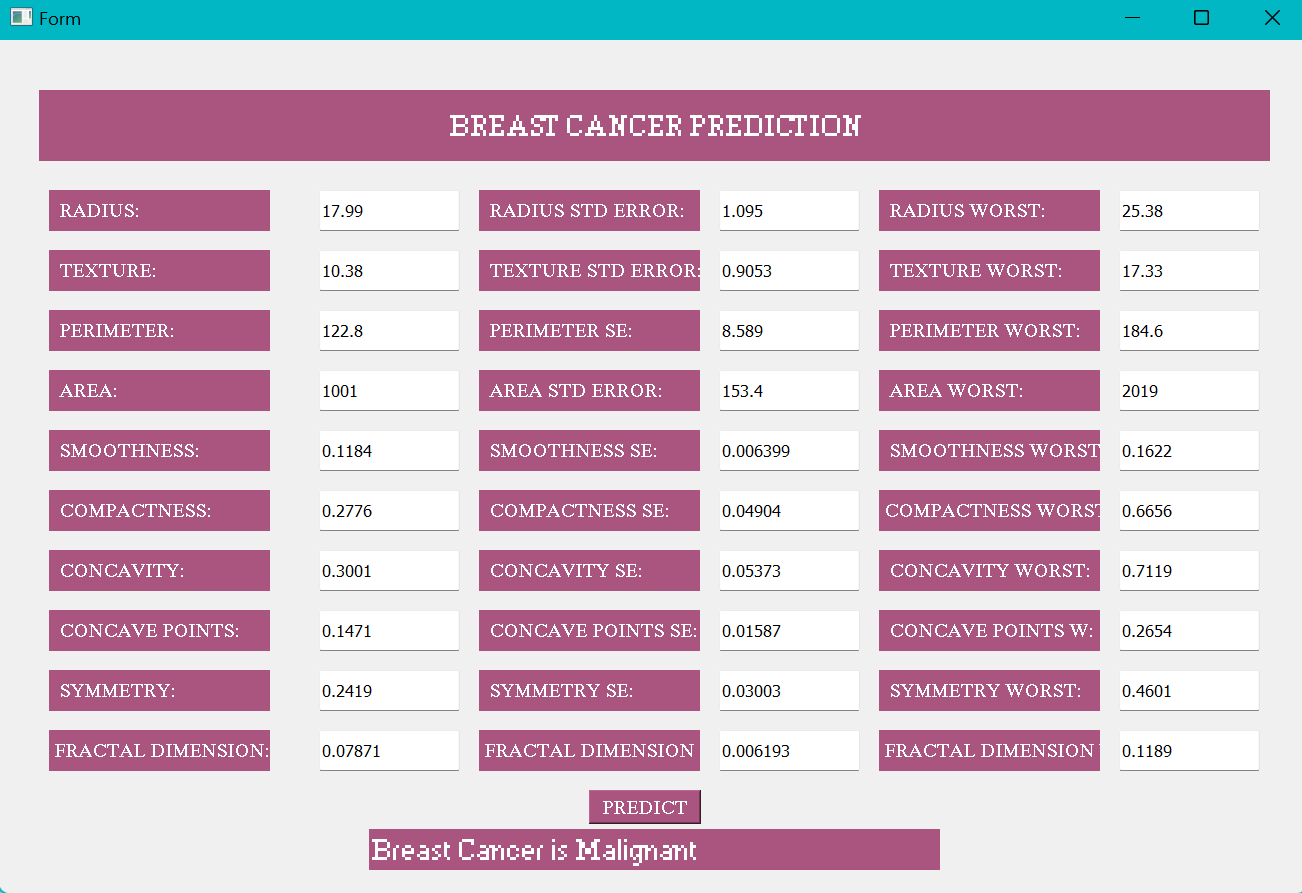 Form
BREAST CANCER PREDICTION
RADIUS: 17.99 RADIUS STD ERROR: 1.095 RADIUS WORST: 25.38
TEXTURE: 10.38 TEXTURE STD ERROR: 0.9053 TEXTURE WORST: 17.33
PERIMETER: 122.8 PERIMETER SE: 8.589 PERIMETER WORST: 184.6
AREA: 1001 AREA STD ERROR: 153.4 AREA WORST: 2019
SMOOTHNESS: 0.1184 SMOOTHNESS SE: 0.006399 SMOOTHNESS WORST 0.1622
COMPACTNESS: 0.2776 COMPACTNESS SE: 0.04904 COMPACTNESS WORST 0.6656
CONCAVITY: 0.3001 CONCAVITY SE: 0.05373 CONCAVITY WORST: 0.7119
CONCAVE POINTS: 0.1471 CONCAVE POINTS SE: 0.01587 CONCAVE POINTS W: 0.2654
SYMMETRY: 0.2419 SYMMETRY SE: 0.03003 SYMMETRY WORST: 0.4601
FRACTAL DIMENSION: 0.07871 FRACTAL DIMENSION 0.006193 FRACTAL DIMENSION 0.1189
PREDICT
Breast Cancer is Malignant